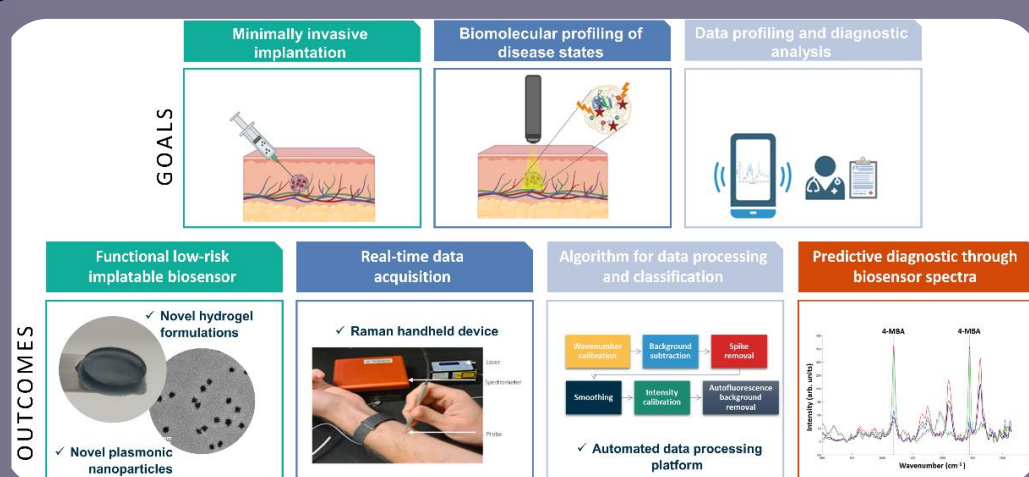 Minimally invasive
implantation
Biomolecular profiling of
disease states
Data profiling and diagnostic
analysis
GOALS
Functional low-risk
implatable biosensor
Real-time data
acquisition
Algorithm for data processing
and classification
Predictive diagnostic through
biosensor spectra
OUTCOMES
✓ Novel hydrogel
formulations
✓ Novel plasmonic
nanoparticles
✓ Raman handheld device
Laser
Spectrometer
Probe
Wavenumber
calibration
Background
subtraction
Spike
removal
Smoothing
Intensity
calibration
Autofluorescence
background
removal
✓ Automated data processing
platform
4-MBA
4-MBA
Intensity (arb. units)
Wavenumber (cm⁻¹)